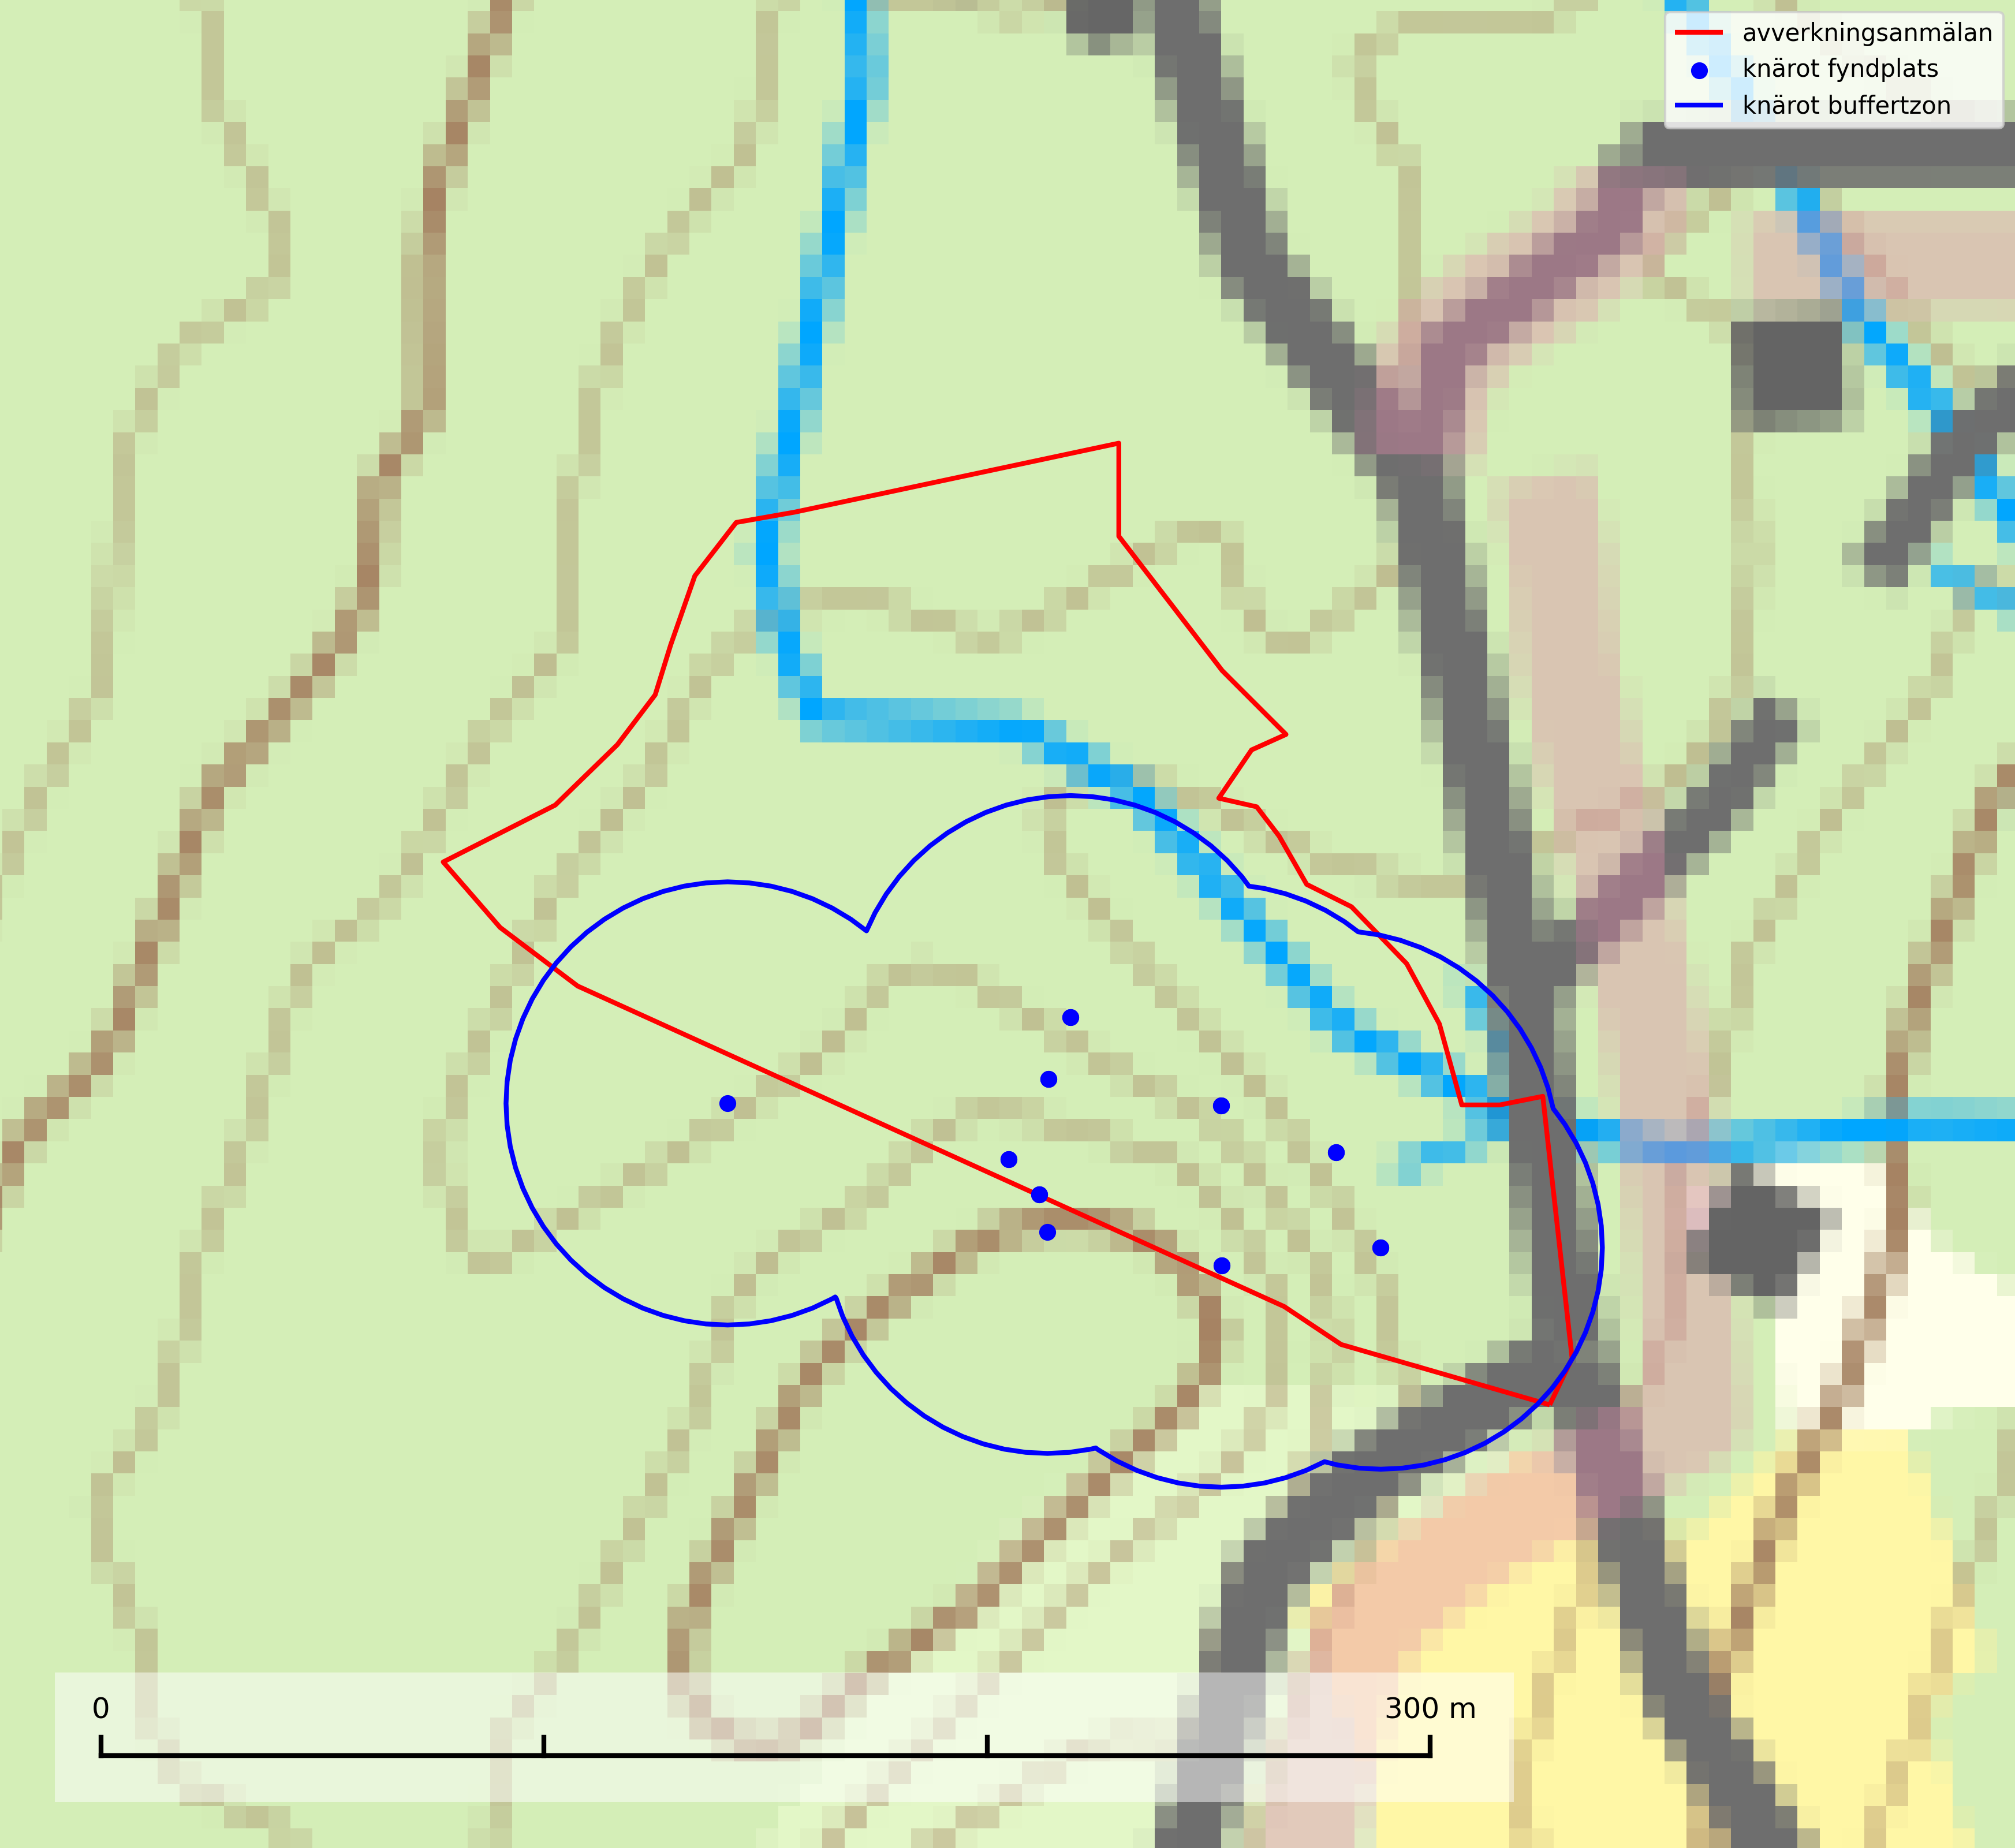 avverkningsanmälan
knärot fyndplats
knärot buffertzon
0
300 m